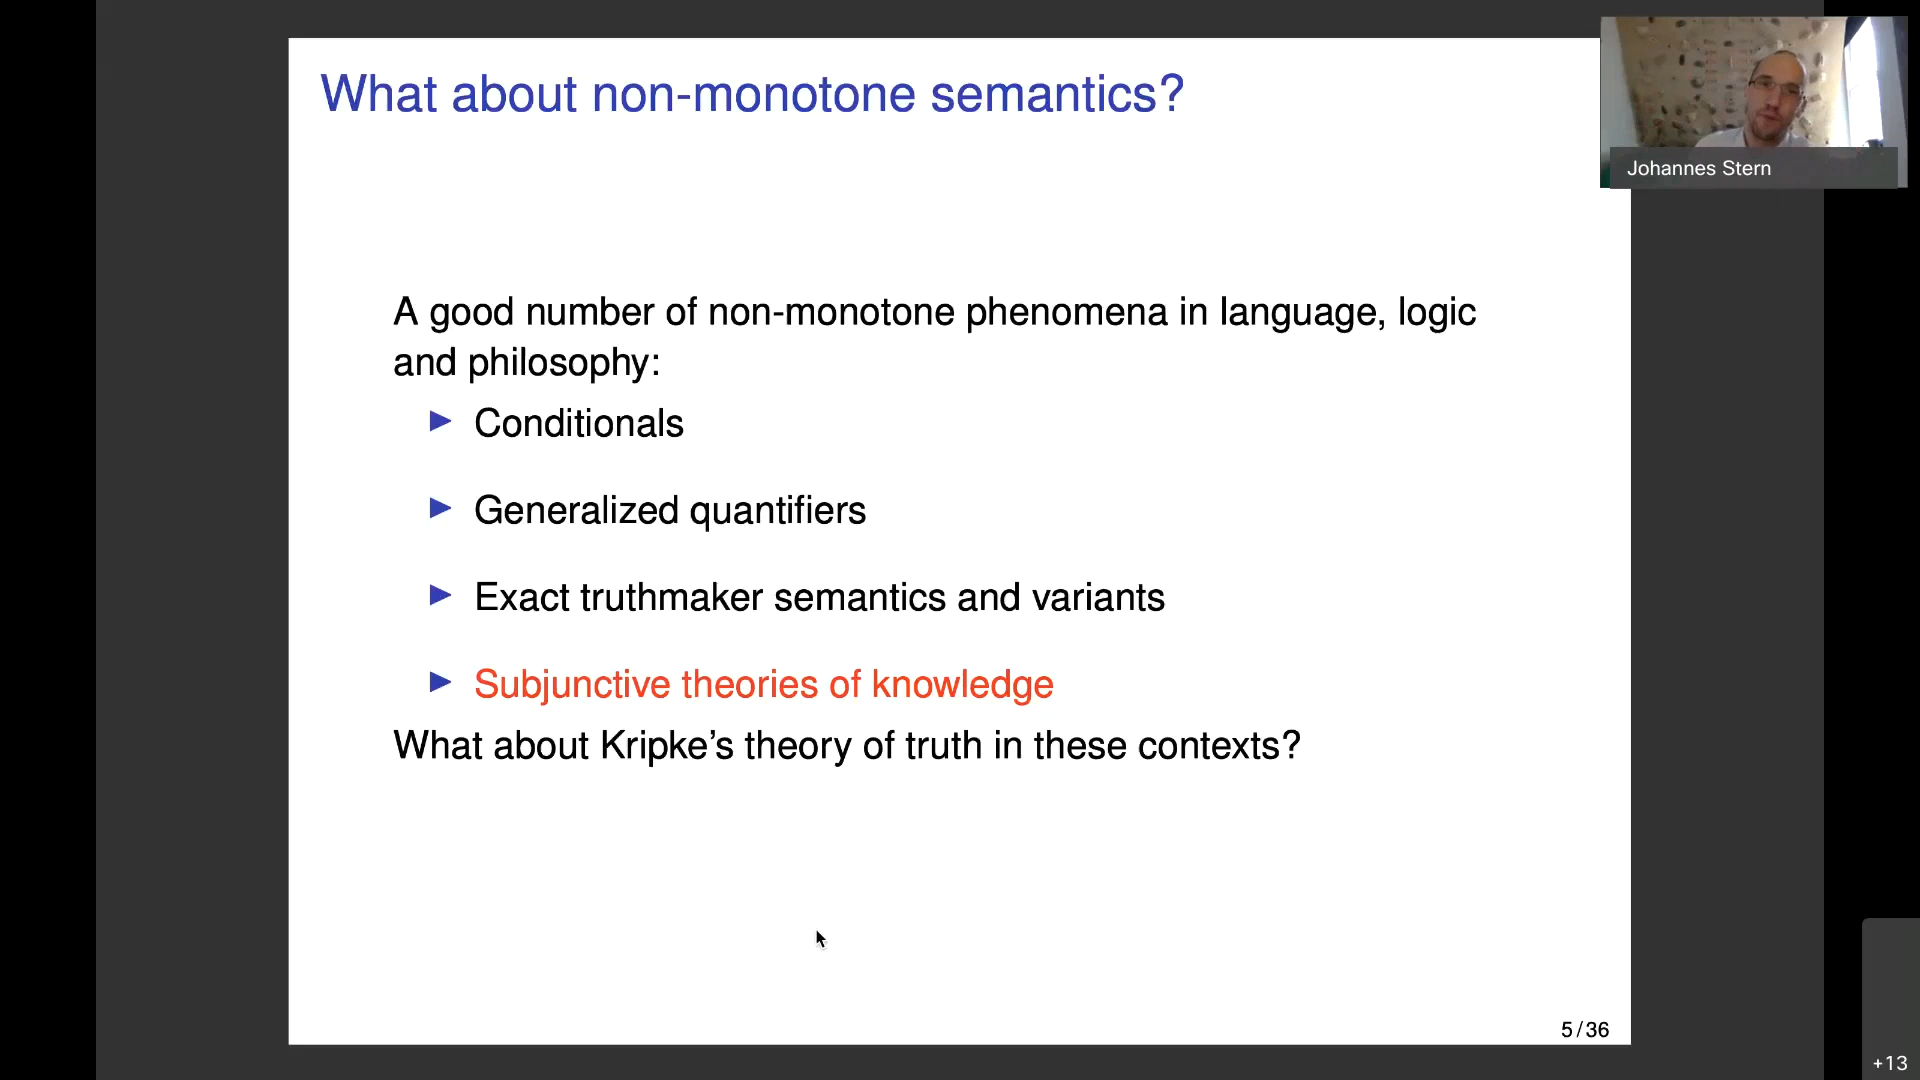 What about non-monotone semantics?
Johannes Stern
A good number of non-monotone phenomena in language, logic
and philosophy:
Conditionals
Generalized quantifiers
Exact truthmaker semantics and variants
Subjunctive theories of knowledge
What about Kripke's theory of truth in these contexts?
5/36
+13